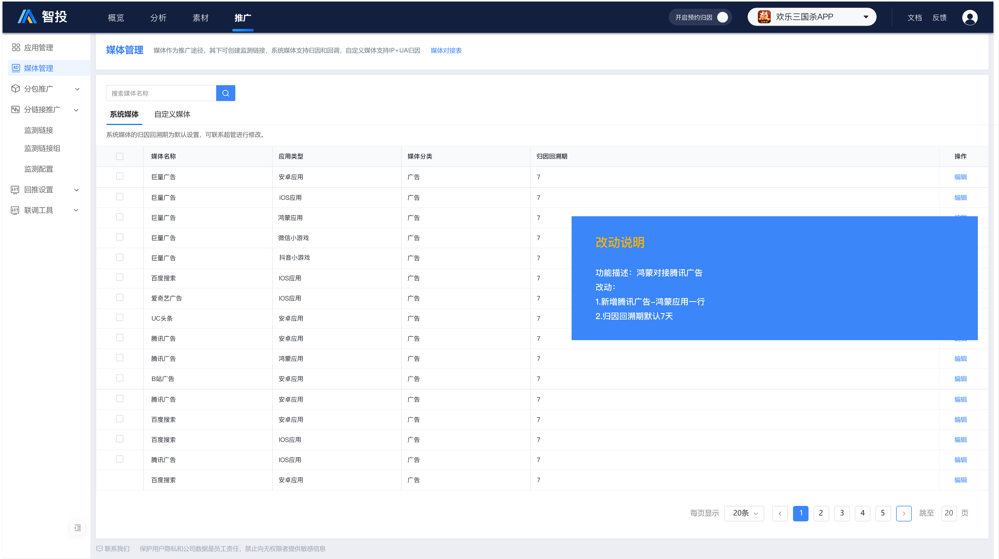 智投 概览 分析 素材 推广 开启预约归因 欢乐三国杀APP 文档 反馈
应用管理
AD 媒体管理
分包推广
分链接推广
监测链接
监测链接组
监测配置
回推设置
联调工具
媒体管理 媒体作为推广途径，其下可创建监测链接，系统媒体支持归因和回调，自定义媒体支持IP+UA归因 媒体对接表
搜索媒体名称
系统媒体 自定义媒体
系统媒体的归因回溯期为默认设置，可联系超管进行修改。
媒体名称 应用类型 媒体分类 归因回溯期 操作
巨量广告 安卓应用 广告 7 编辑
巨量广告 iOS应用 广告 7 编辑
巨量广告 鸿蒙应用 广告 7
巨量广告 微信小游戏 广告 7
巨量广告 抖音小游戏 广告 7
百度搜索 IOS应用 广告 7
爱奇艺广告 IOS应用 广告 7
UC头条 安卓应用 广告 7
腾讯广告 安卓应用 广告 7
腾讯广告 鸿蒙应用 广告 7 编辑
B站广告 安卓应用 广告 7 编辑
腾讯广告 安卓应用 广告 7 编辑
百度搜索 安卓应用 广告 7 编辑
百度搜索 IOS应用 广告 7 编辑
腾讯广告 IOS应用 广告 7 编辑
百度搜索 安卓应用 广告 7 编辑
改动说明
功能描述：鸿蒙对接腾讯广告
改动：
1.新增腾讯广告-鸿蒙应用一行
2.归因回溯期默认7天
每页显示 20条 1 2 3 4 5 跳至 20 页
联系我们 保护用户隐私和公司数据是员工责任，禁止向无权限者提供敏感信息